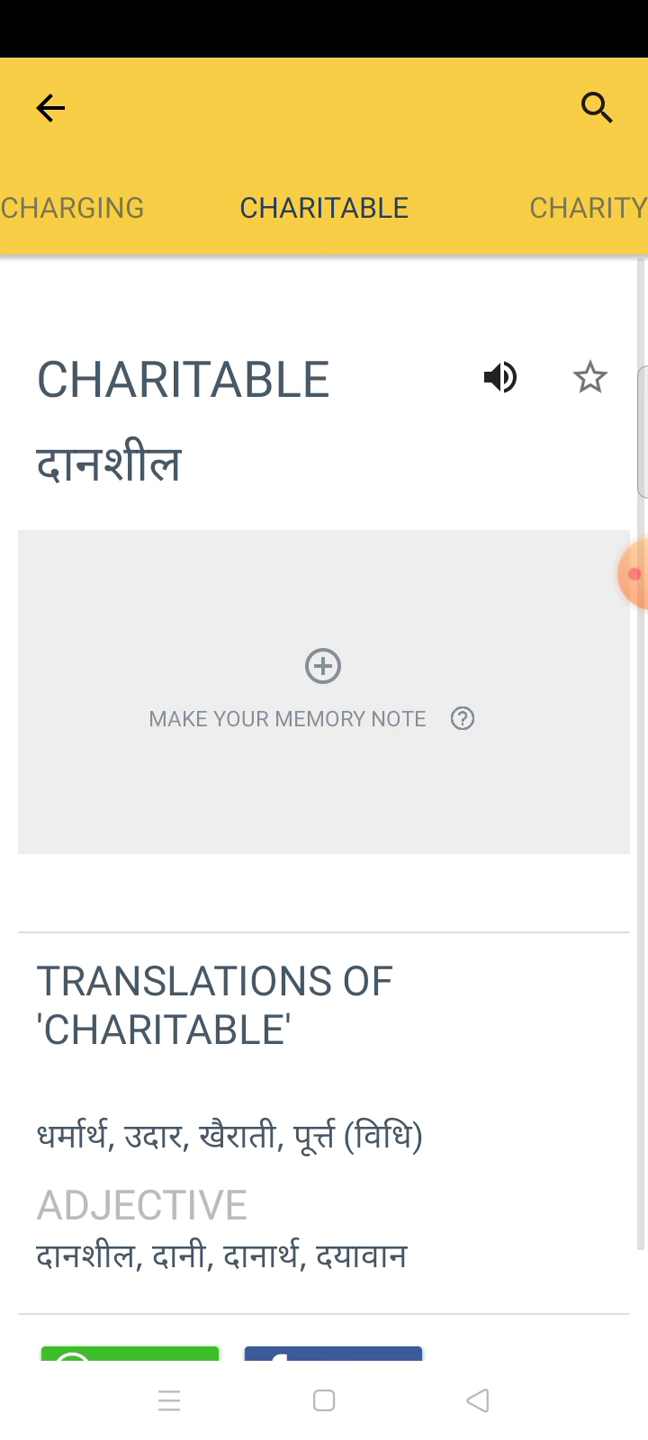 CHARGING CHARITABLE CHARITY
CHARITABLE
दानशील
MAKE YOUR MEMORY NOTE
TRANSLATIONS OF
'CHARITABLE'
धर्मार्थ, उदार, खैराती, पूर्त्त (विधि)
ADJECTIVE
दानशील, दानी, दानार्थ, दयावान